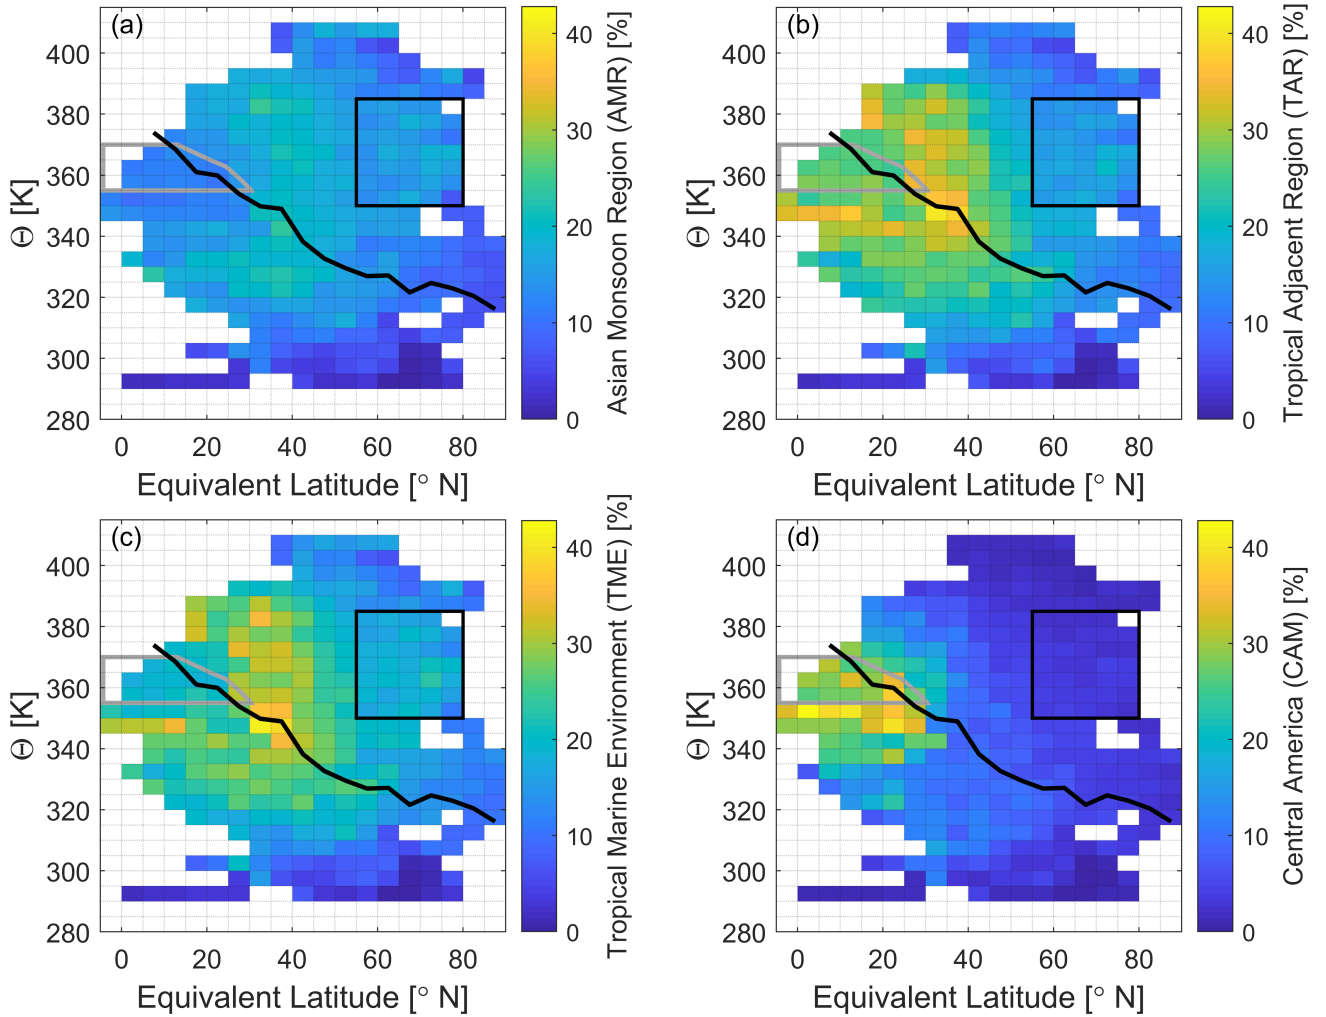 (a)
400
380
360
340
320
300
280
0 20 40 60 80
Θ [K]
Equivalent Latitude [° N]
40
30
20
10
0
Asian Monsoon Region (AMR) [%]
(b)
400
380
360
340
320
300
280
0 20 40 60 80
Θ [K]
Equivalent Latitude [° N]
40
30
20
10
0
Tropical Adjacent Region (TAR) [%]
(c)
400
380
360
340
320
300
280
0 20 40 60 80
Θ [K]
Equivalent Latitude [° N]
40
30
20
10
0
Tropical Marine Environment (TME) [%]
(d)
400
380
360
340
320
300
280
0 20 40 60 80
Θ [K]
Equivalent Latitude [° N]
40
30
20
10
0
Central America (CAM) [%]